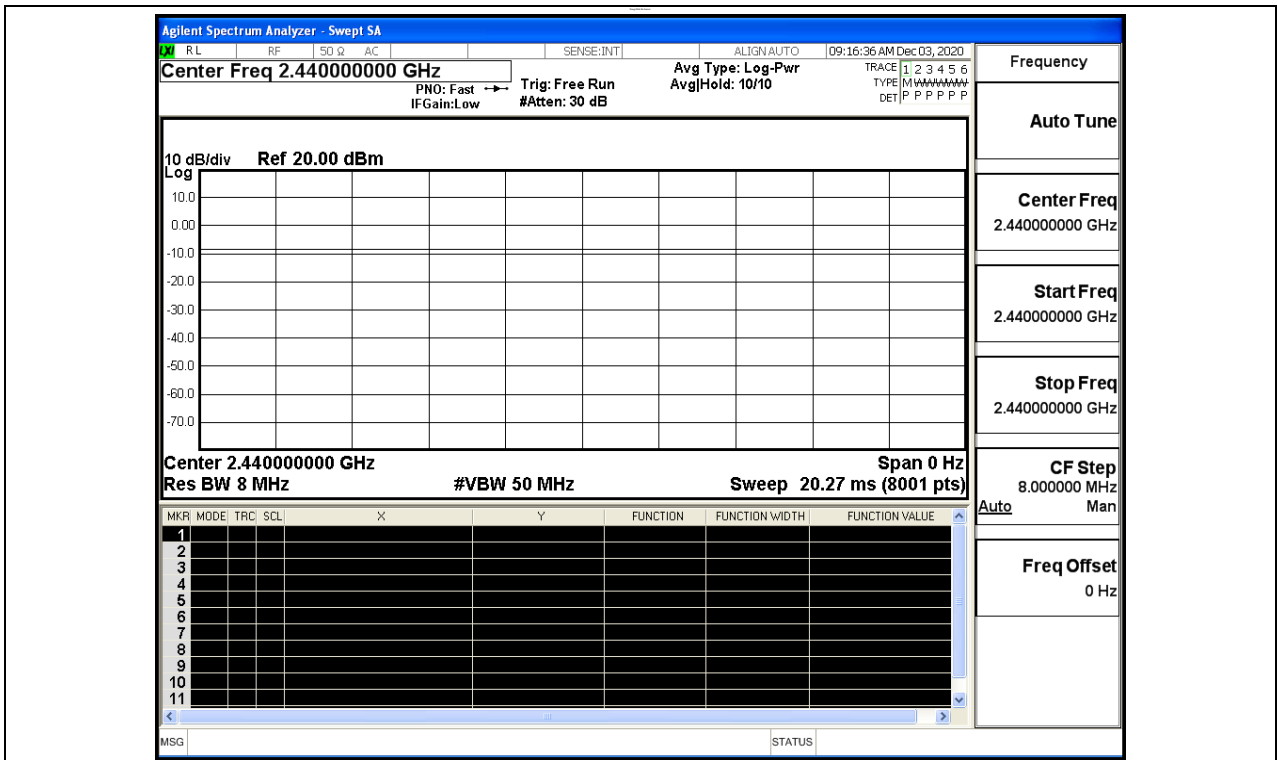 Agilent Spectrum Analyzer - Swept SA
LXI RL RF 50 Ω AC SENSE:INT ALIGN AUTO 09:16:36 AM Dec 03, 2020
Center Freq 2.440000000 GHz
PNO: Fast
IFGain:Low
Trig: Free Run
#Atten: 30 dB
Avg Type: Log-Pwr
Avg|Hold: 10/10
TRACE 1 2 3 4 5 6
TYPE M WWWWW
DET P P P P P P
10 dB/div Ref 20.00 dBm
Log
10.0
0.00
-10.0
-20.0
-30.0
-40.0
-50.0
-60.0
-70.0
Center 2.440000000 GHz Span 0 Hz
Res BW 8 MHz #VBW 50 MHz Sweep 20.27 ms (8001 pts)
MKR MODE TRC SCL X Y FUNCTION FUNCTION WIDTH FUNCTION VALUE
1
2
3
4
5
6
7
8
9
10
11
MSG STATUS
Frequency
Auto Tune
Center Freq
2.440000000 GHz
Start Freq
2.440000000 GHz
Stop Freq
2.440000000 GHz
CF Step
8.000000 MHz
Auto Man
Freq Offset
0 Hz